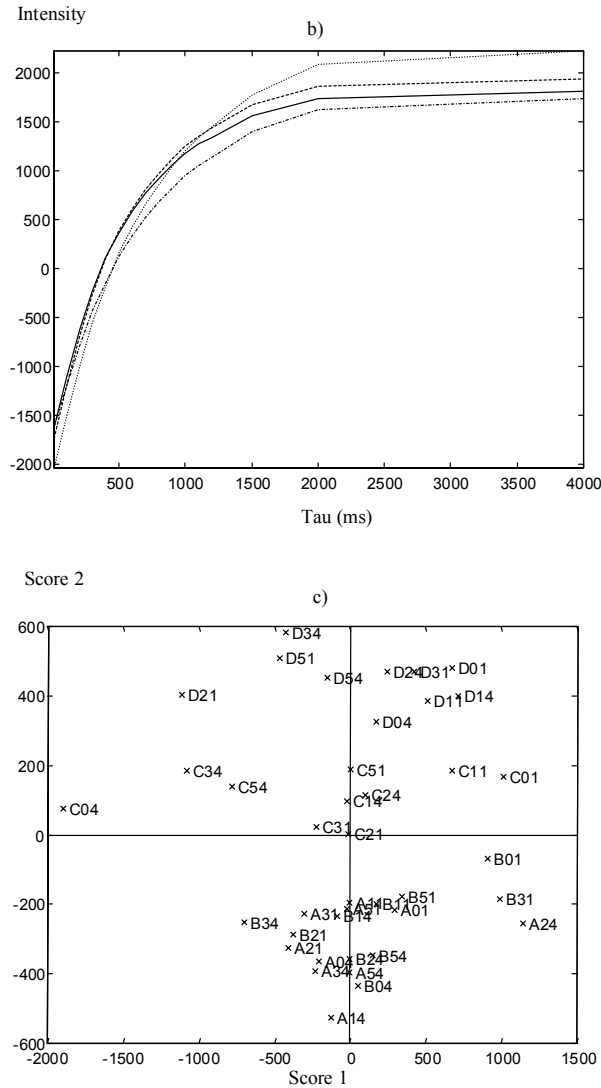 Intensity
b)
2000
1500
1000
500
0
-500
-1000
-1500
-2000
500 1000 1500 2000 2500 3000 3500 4000
Tau (ms)
Score 2
c)
600
400
200
0
-200
-400
-600
D34
D51
D54
D24
D31
D01
D21
D11
D14
D04
C34
C54
C51
C11
C01
C04
C14
C24
C31
C21
B01
B51
B31
A11
B11
A51
A01
A31
B14
A24
B34
B21
A21
B54
B24
A04
A34
A54
B04
A14
-2000 -1500 -1000 -500 0 500 1000 1500
Score 1